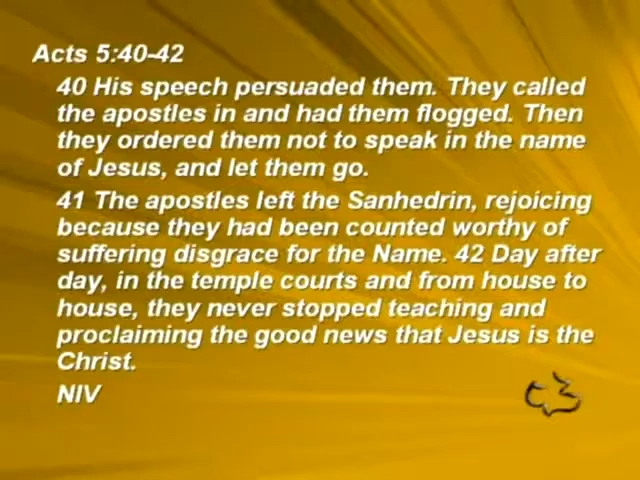 Acts 5:40-42
40 His speech persuaded them. They called
the apostles in and had them flogged. Then
they ordered them not to speak in the name
of Jesus, and let them go.
41 The apostles left the Sanhedrin, rejoicing
because they had been counted worthy of
suffering disgrace for the Name. 42 Day after
day, in the temple courts and from house to
house, they never stopped teaching and
proclaiming the good news that Jesus is the
Christ.
NIV